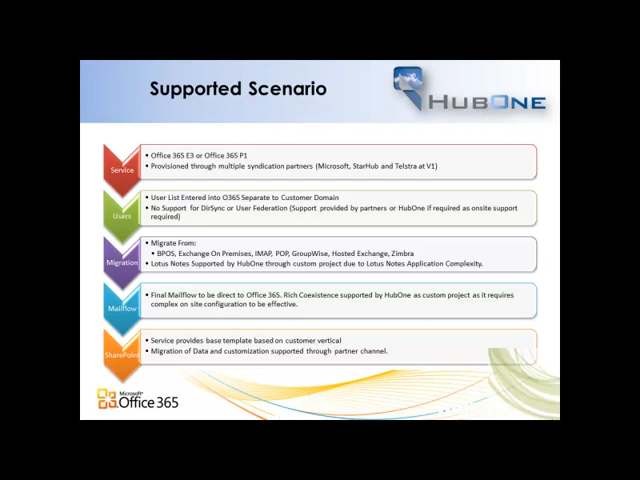 Supported Scenario
HUBONE
Service
▪ Office 365 E3 or Office 365 P1
▪ Provisioned through multiple syndication partners (Microsoft, StarHub and Telstra at V1)
Users
▪ User List Entered into O365 Separate to Customer Domain
▪ No Support for DirSync or User Federation (Support provided by partners or HubOne if required as onsite support
required)
Migration
▪ Migrate From:
▪ BPOS, Exchange On Premises, IMAP, POP, GroupWise, Hosted Exchange, Zimbra
▪ Lotus Notes Supported by HubOne through custom project due to Lotus Notes Application Complexity.
Mailflow
▪ Final Mailflow to be direct to Office 365. Rich Coexistence supported by HubOne as custom project as it requires
complex on site configuration to be effective.
SharePoint
▪ Service provides base template based on customer vertical
▪ Migration of Data and customization supported through partner channel.
Microsoft
Office 365